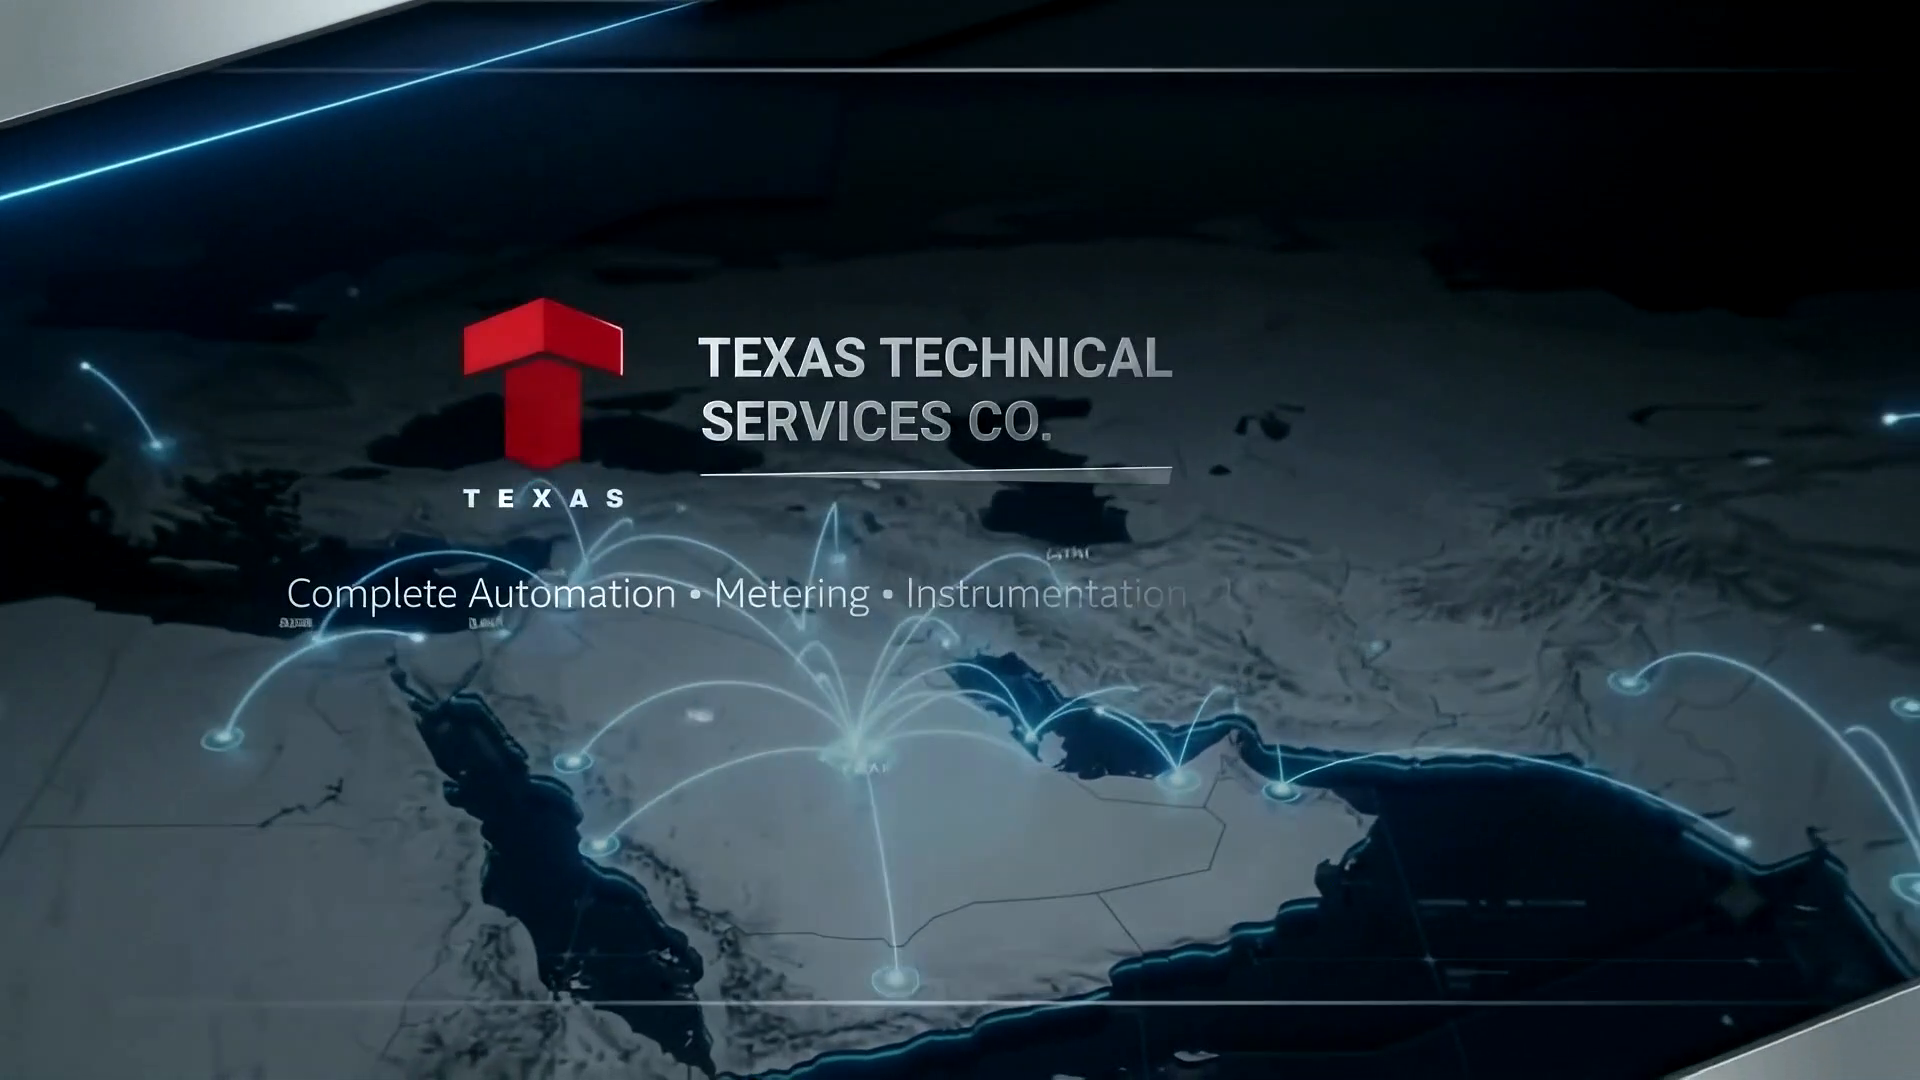 TEXAS
TEXAS TECHNICAL
SERVICES CO.
Complete Automation • Metering • Instrumentation